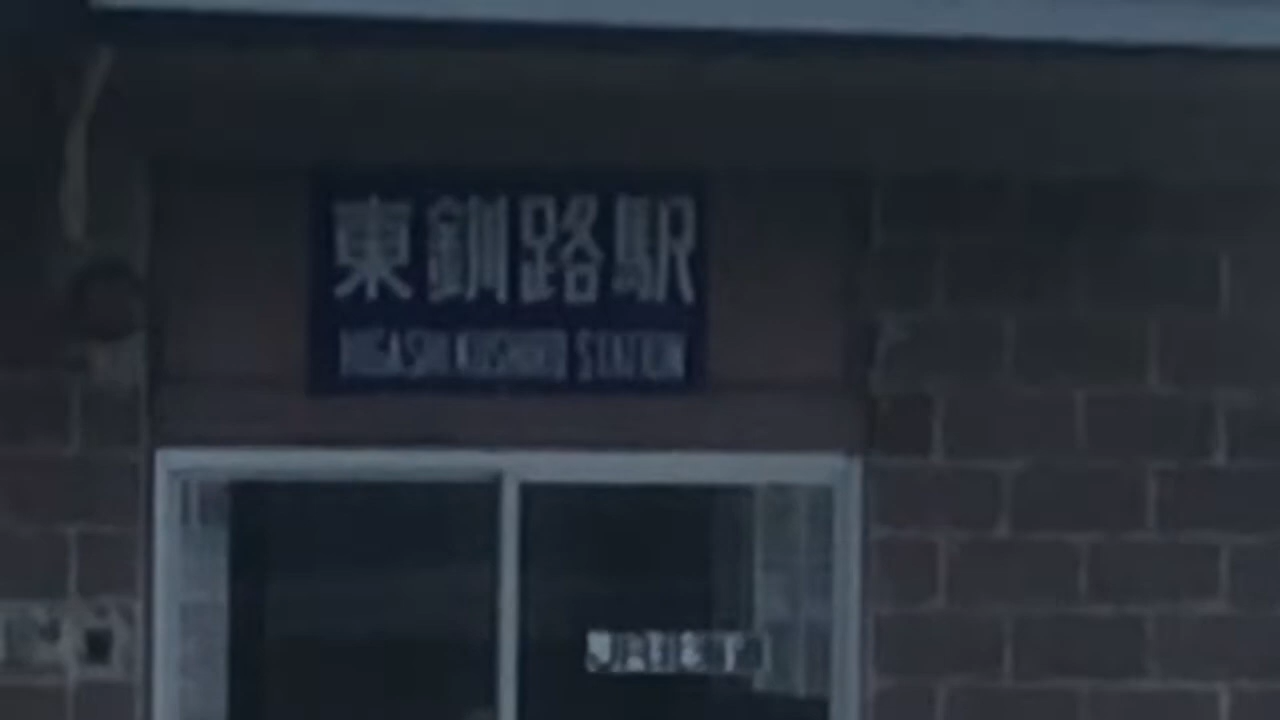 東釧路駅
HIGASHI KUSHIRO STATION